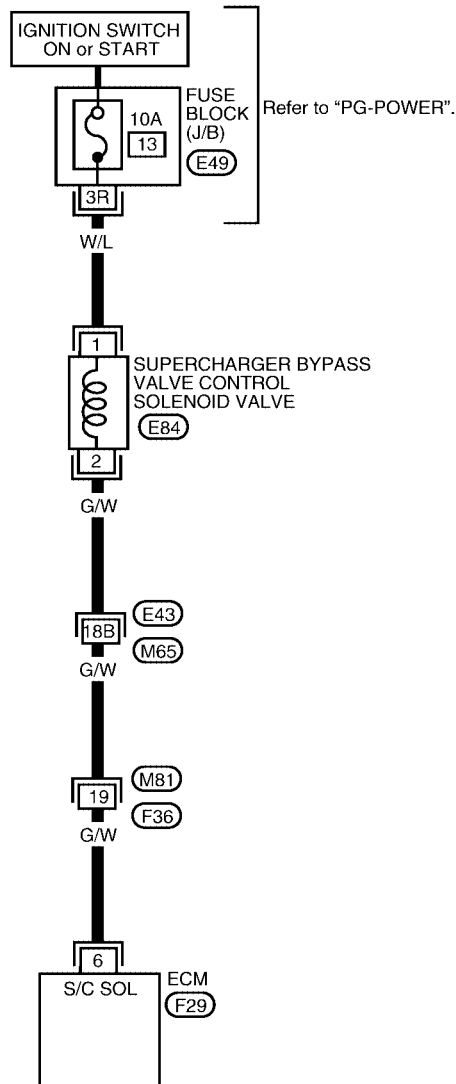 IGNITION SWITCH
ON or START
FUSE
BLOCK
(J/B)
10A
13
E49
Refer to “PG-POWER”.
3R
W/L
1
SUPERCHARGER BYPASS
VALVE CONTROL
SOLENOID VALVE
E84
2
G/W
E43
18B
M65
G/W
M81
19
F36
G/W
6
S/C SOL
ECM
F29